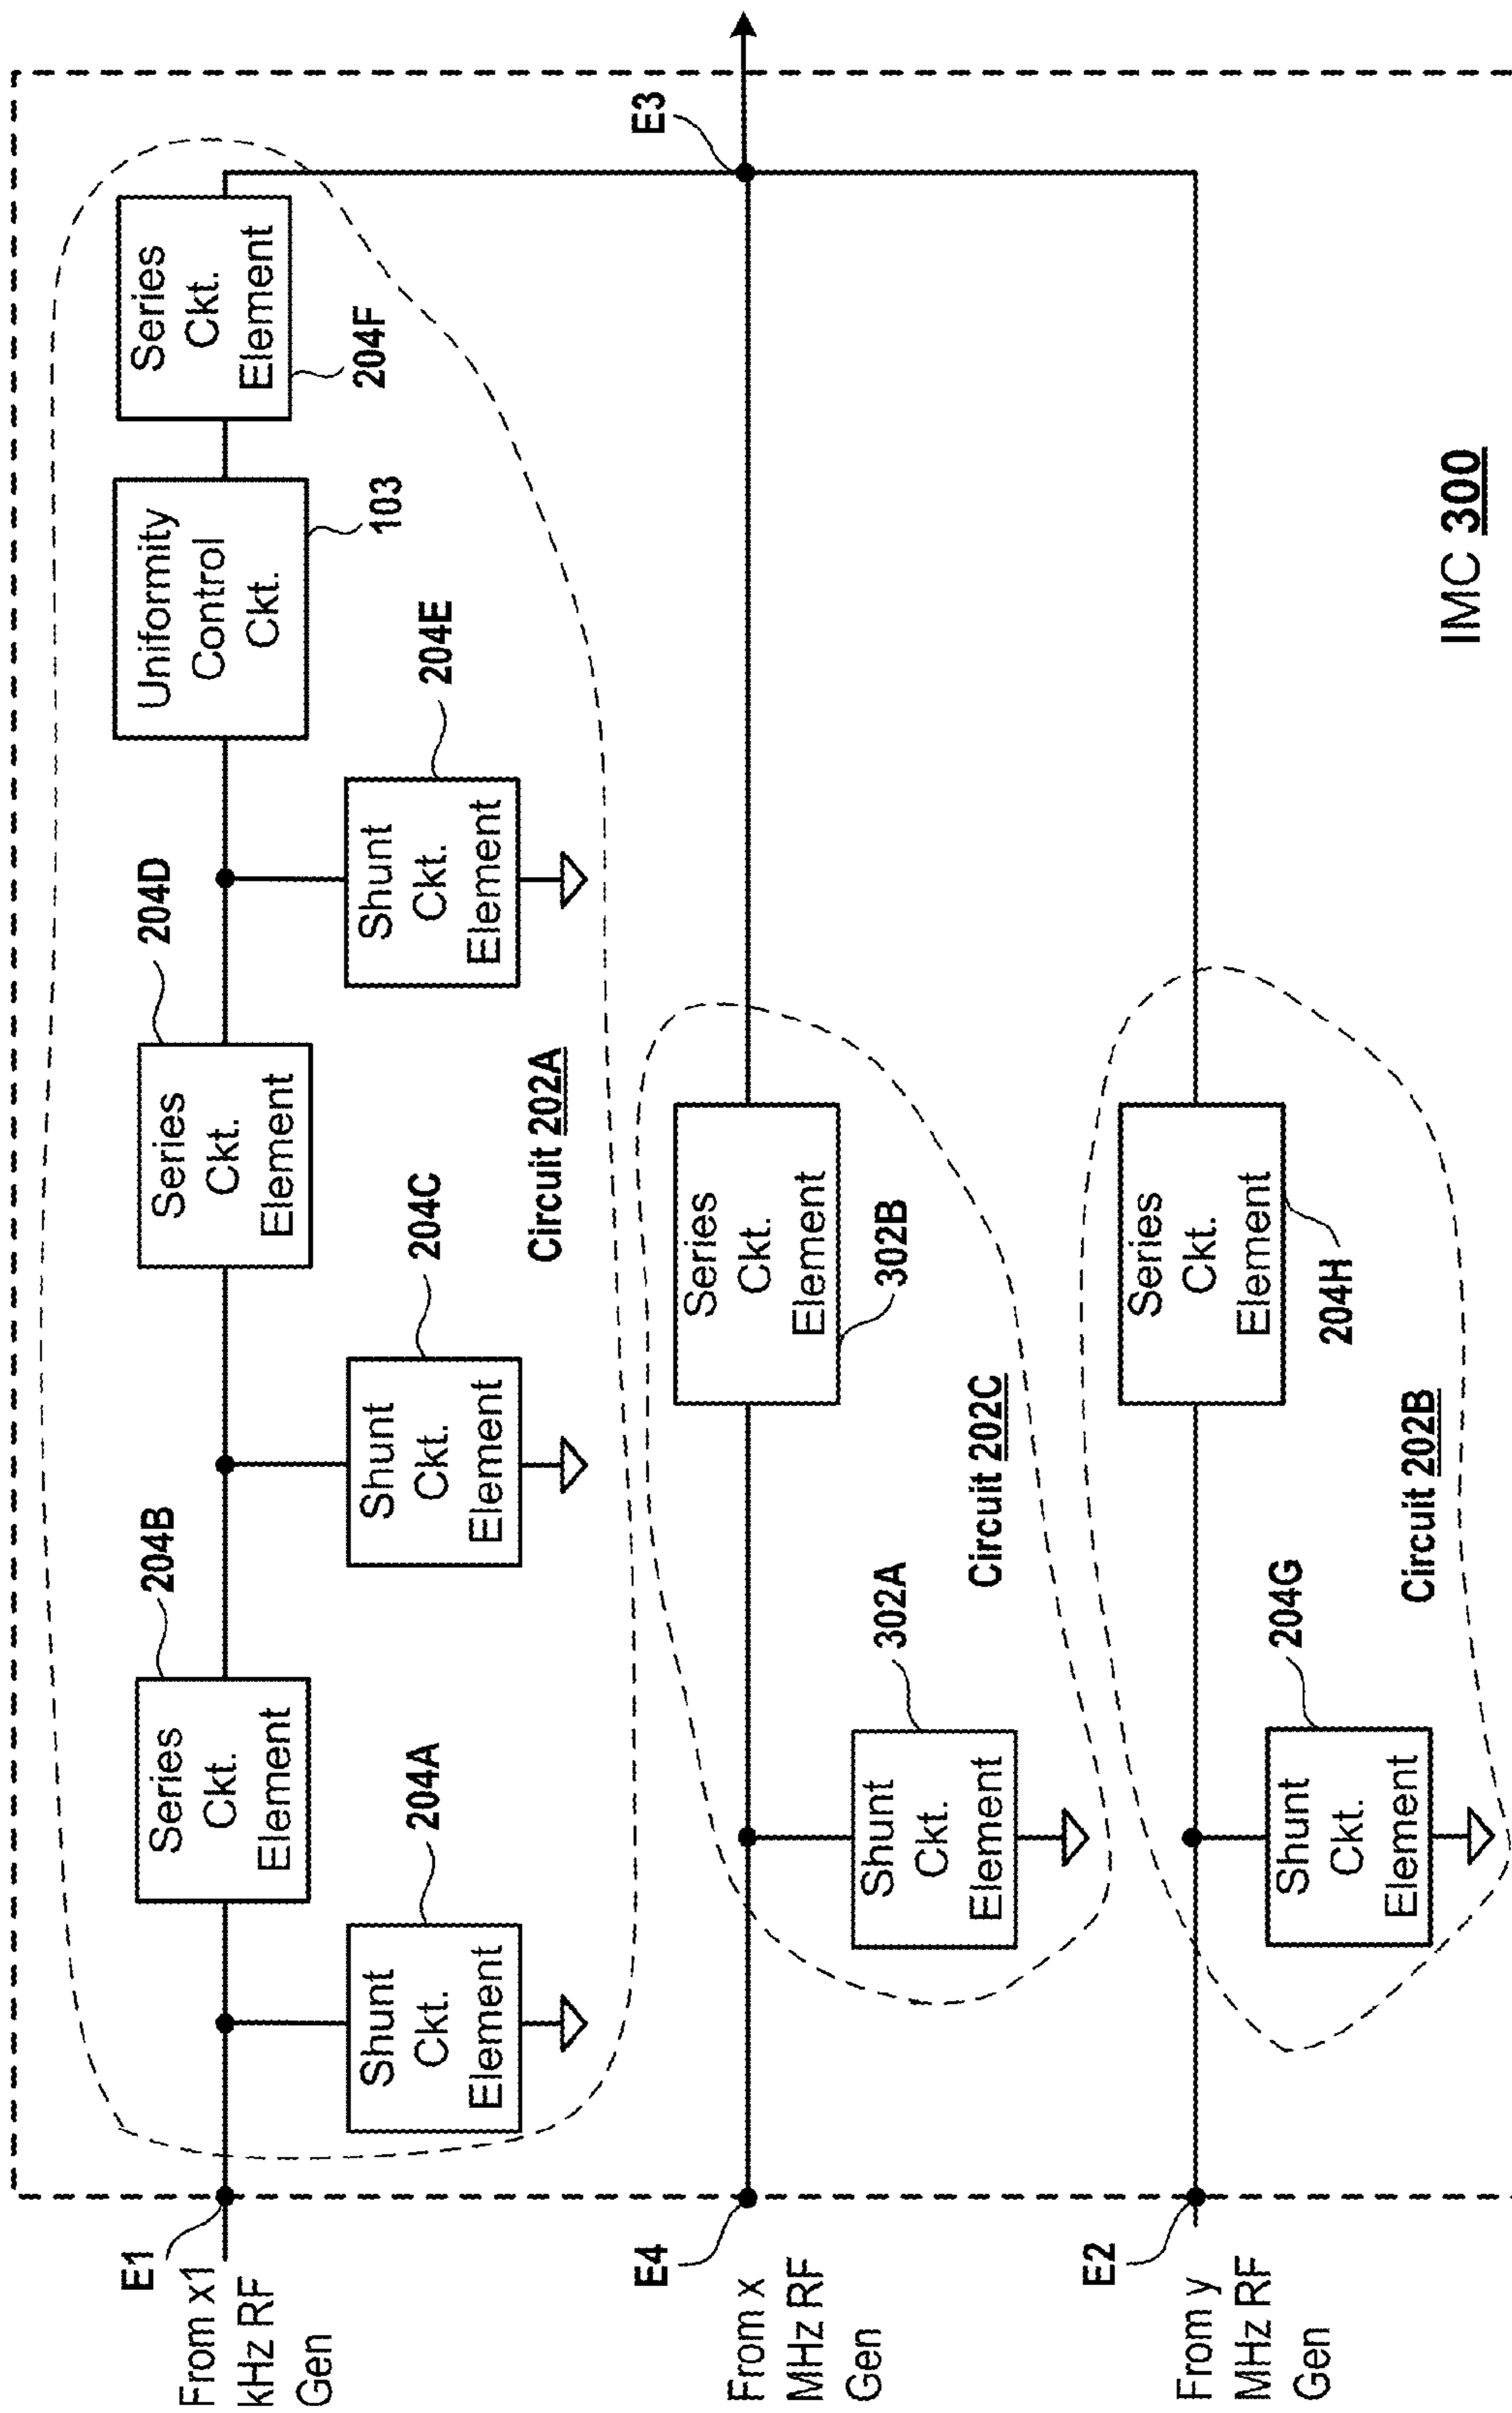 E1
From x1
kHz RF
Gen
Shunt
Ckt.
Element
204A
Series
Ckt.
Element
204B
Shunt
Ckt.
Element
204C
Series
Ckt.
Element
204D
Shunt
Ckt.
Element
204E
Uniformity
Control
Ckt.
103
Series
Ckt.
Element
204F
Circuit 202A
E3
E4
From x
MHz RF
Gen
Shunt
Ckt.
Element
302A
Series
Ckt.
Element
302B
Circuit 202C
E2
From y
MHz RF
Gen
Shunt
Ckt.
Element
204G
Series
Ckt.
Element
204H
Circuit 202B
IMC 300